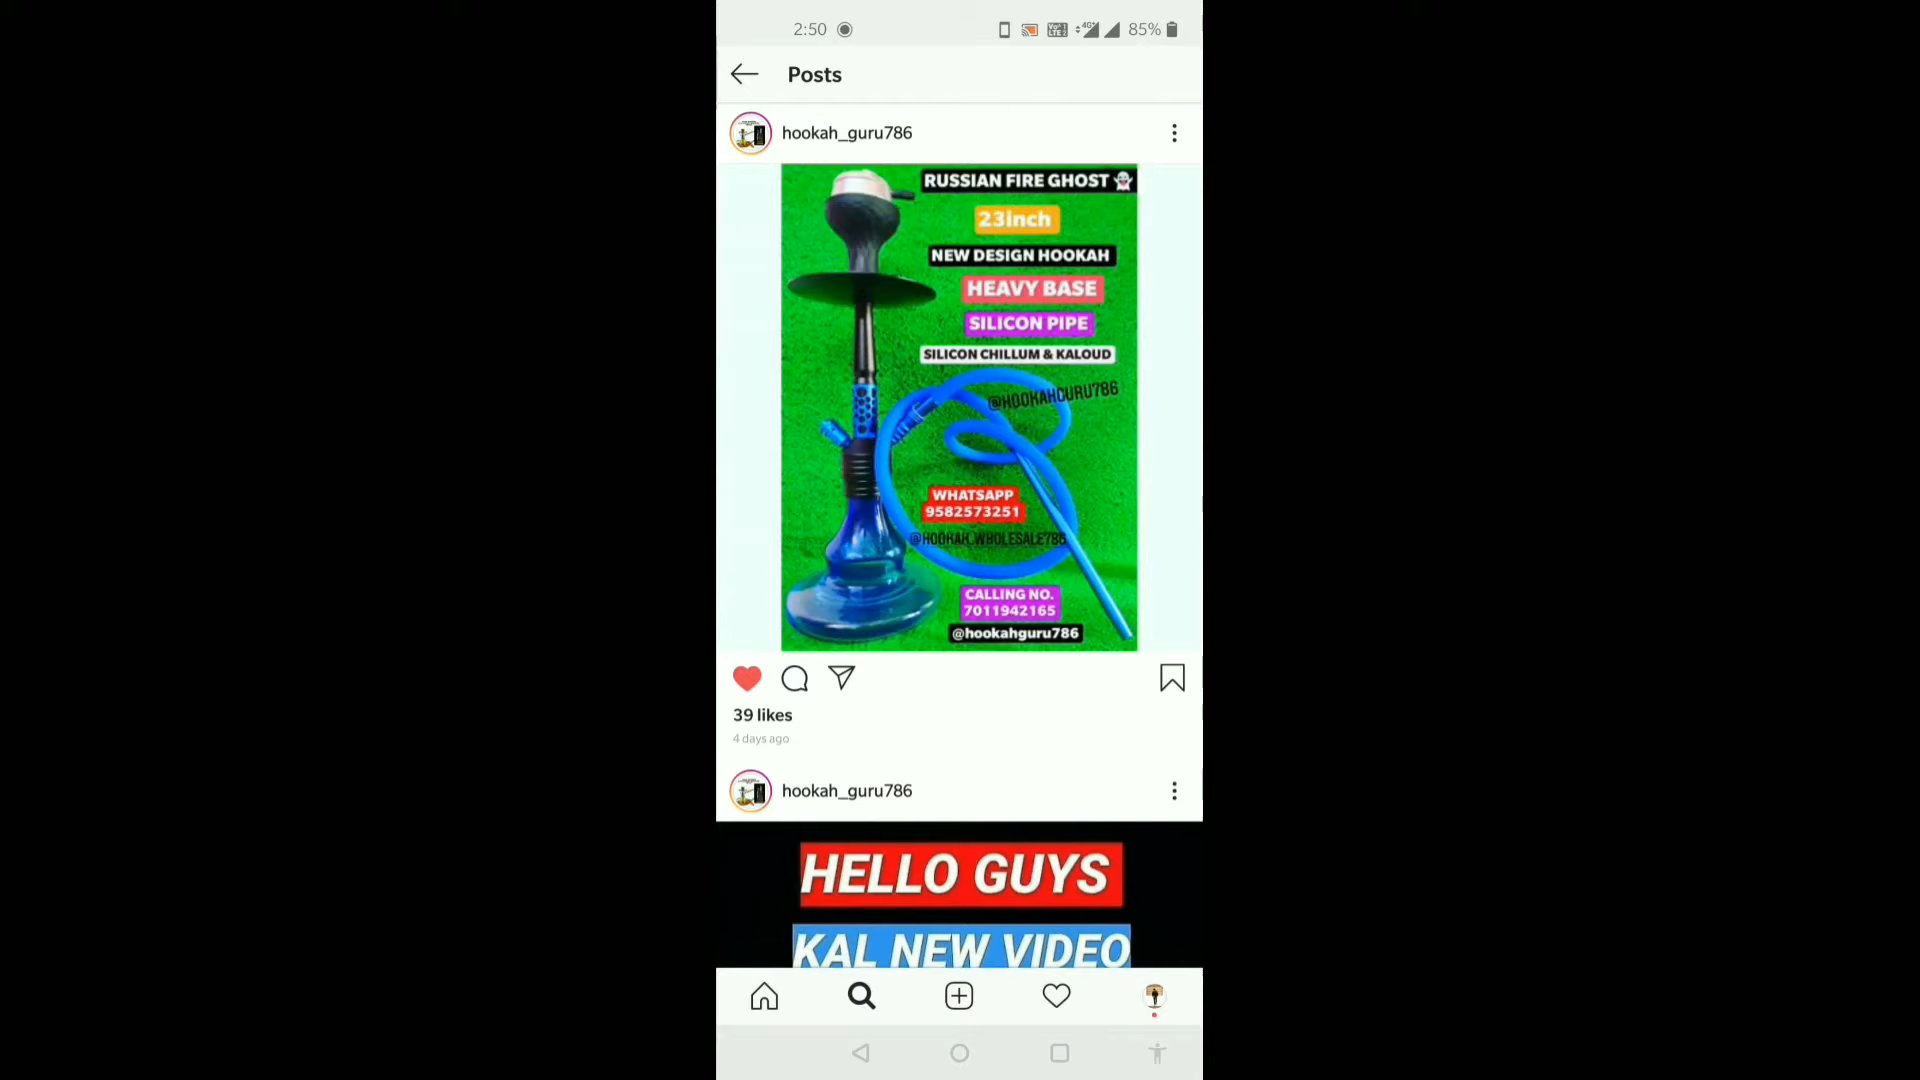 2:50
4G+
85%
Posts
hookah_guru786
RUSSIAN FIRE GHOST 👻
23inch
NEW DESIGN HOOKAH
HEAVY BASE
SILICON PIPE
SILICON CHILLUM & KALOUD
@HOOKAHGURU786
WHATSAPP
9582573251
@HOOKAH_WHOLESALE786
CALLING NO.
7011942165
@hookahguru786
39 likes
4 days ago
hookah_guru786
HELLO GUYS
KAL NEW VIDEO